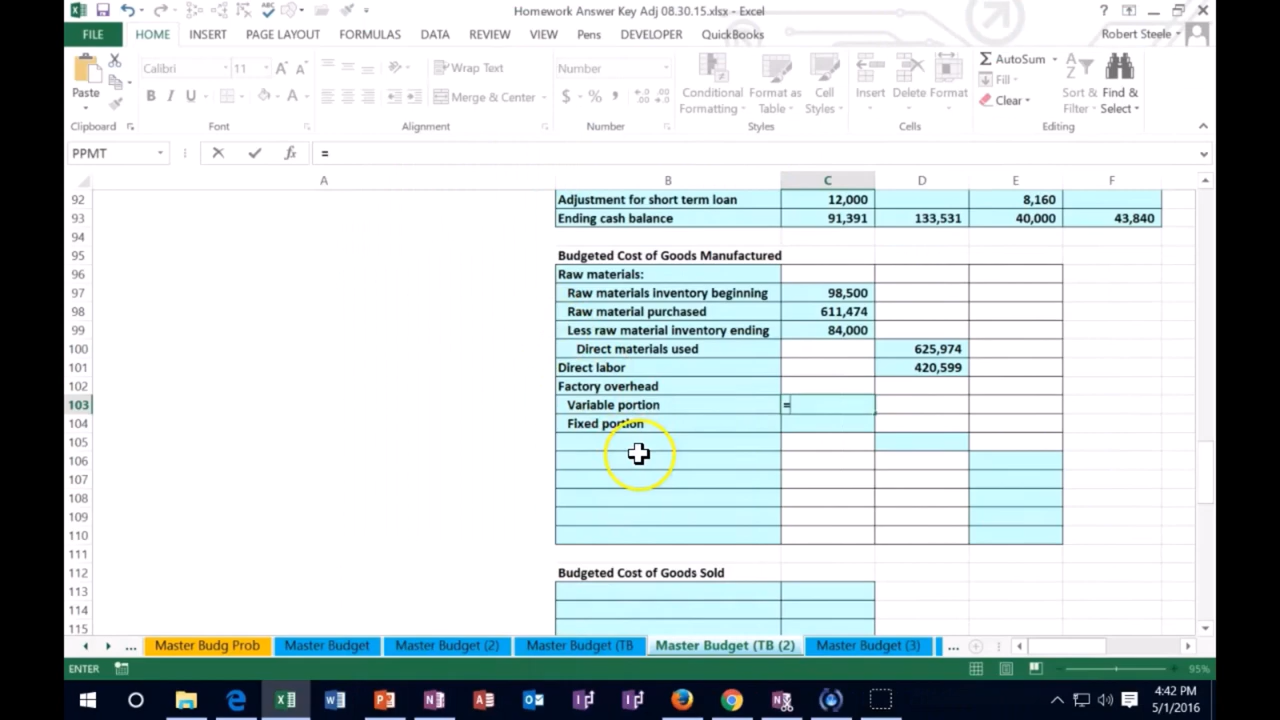 Homework Answer Key Adj 08.30.15.xlsx - Excel
FILE HOME INSERT PAGE LAYOUT FORMULAS DATA REVIEW VIEW Pens DEVELOPER QuickBooks Robert Steele
Paste Calibri 11 Wrap Text Number Conditional Formatting Format as Table Cell Styles Insert Delete Format AutoSum Fill Clear Sort & Filter Find & Select
Merge & Center
Clipboard Font Alignment Number Styles Cells Editing
PPMT =
A B C D E F
92 Adjustment for short term loan 12,000 8,160
93 Ending cash balance 91,391 133,531 40,000 43,840
94
95 Budgeted Cost of Goods Manufactured
96 Raw materials:
97 Raw materials inventory beginning 98,500
98 Raw material purchased 611,474
99 Less raw material inventory ending 84,000
100 Direct materials used 625,974
101 Direct labor 420,599
102 Factory overhead
103 Variable portion =
104 Fixed portion
105
106
107
108
109
110
111
112 Budgeted Cost of Goods Sold
113
114
115
... Master Budg Prob Master Budget Master Budget (2) Master Budget (TB Master Budget (TB (2) Master Budget (3) ...
ENTER 95%
4:42 PM
5/1/2016